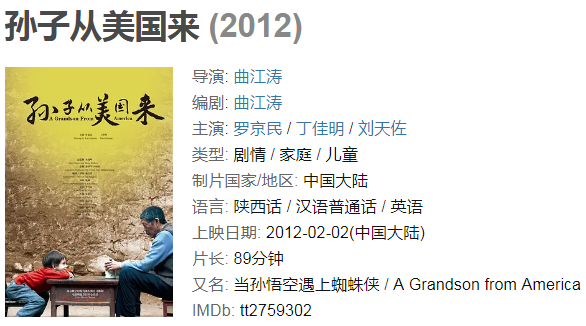 孙子从美国来 (2012)
孙子从美国来
A Grandson From America
导演: 曲江涛
编剧: 曲江涛
主演: 罗京民 / 丁佳明 / 刘天佐
类型: 剧情 / 家庭 / 儿童
制片国家/地区: 中国大陆
语言: 陕西话 / 汉语普通话 / 英语
上映日期: 2012-02-02(中国大陆)
片长: 89分钟
又名: 当孙悟空遇上蜘蛛侠 / A Grandson from America
IMDb: tt2759302